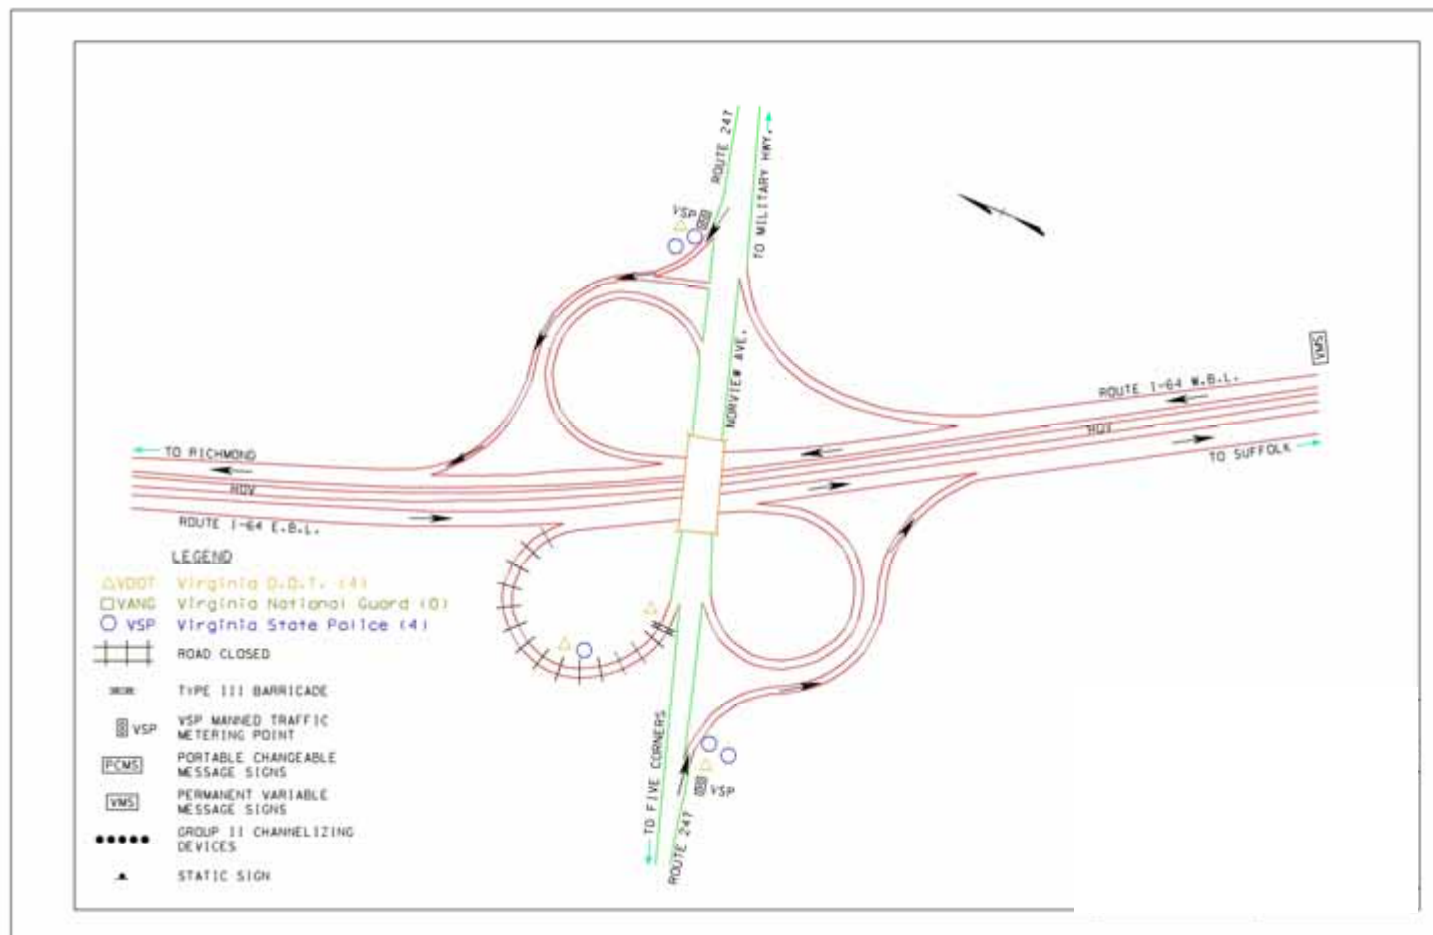 ROUTE 247
TO MILITARY HWY.
VSP
NORVIEW AVE.
VMS
ROUTE I-64 W.B.L.
HOV
TO SUFFOLK
TO RICHMOND
HOV
ROUTE I-64 E.B.L.
LEGEND
VDOT Virginia D.O.T. (4)
VANG Virginia National Guard (0)
VSP Virginia State Police (4)
ROAD CLOSED
TYPE III BARRICADE
VSP VSP MANNED TRAFFIC
METERING POINT
PCMS PORTABLE CHANGEABLE
MESSAGE SIGNS
VMS PERMANENT VARIABLE
MESSAGE SIGNS
GROUP II CHANNELIZING
DEVICES
STATIC SIGN
TO FIVE CORNERS
ROUTE 247
VSP